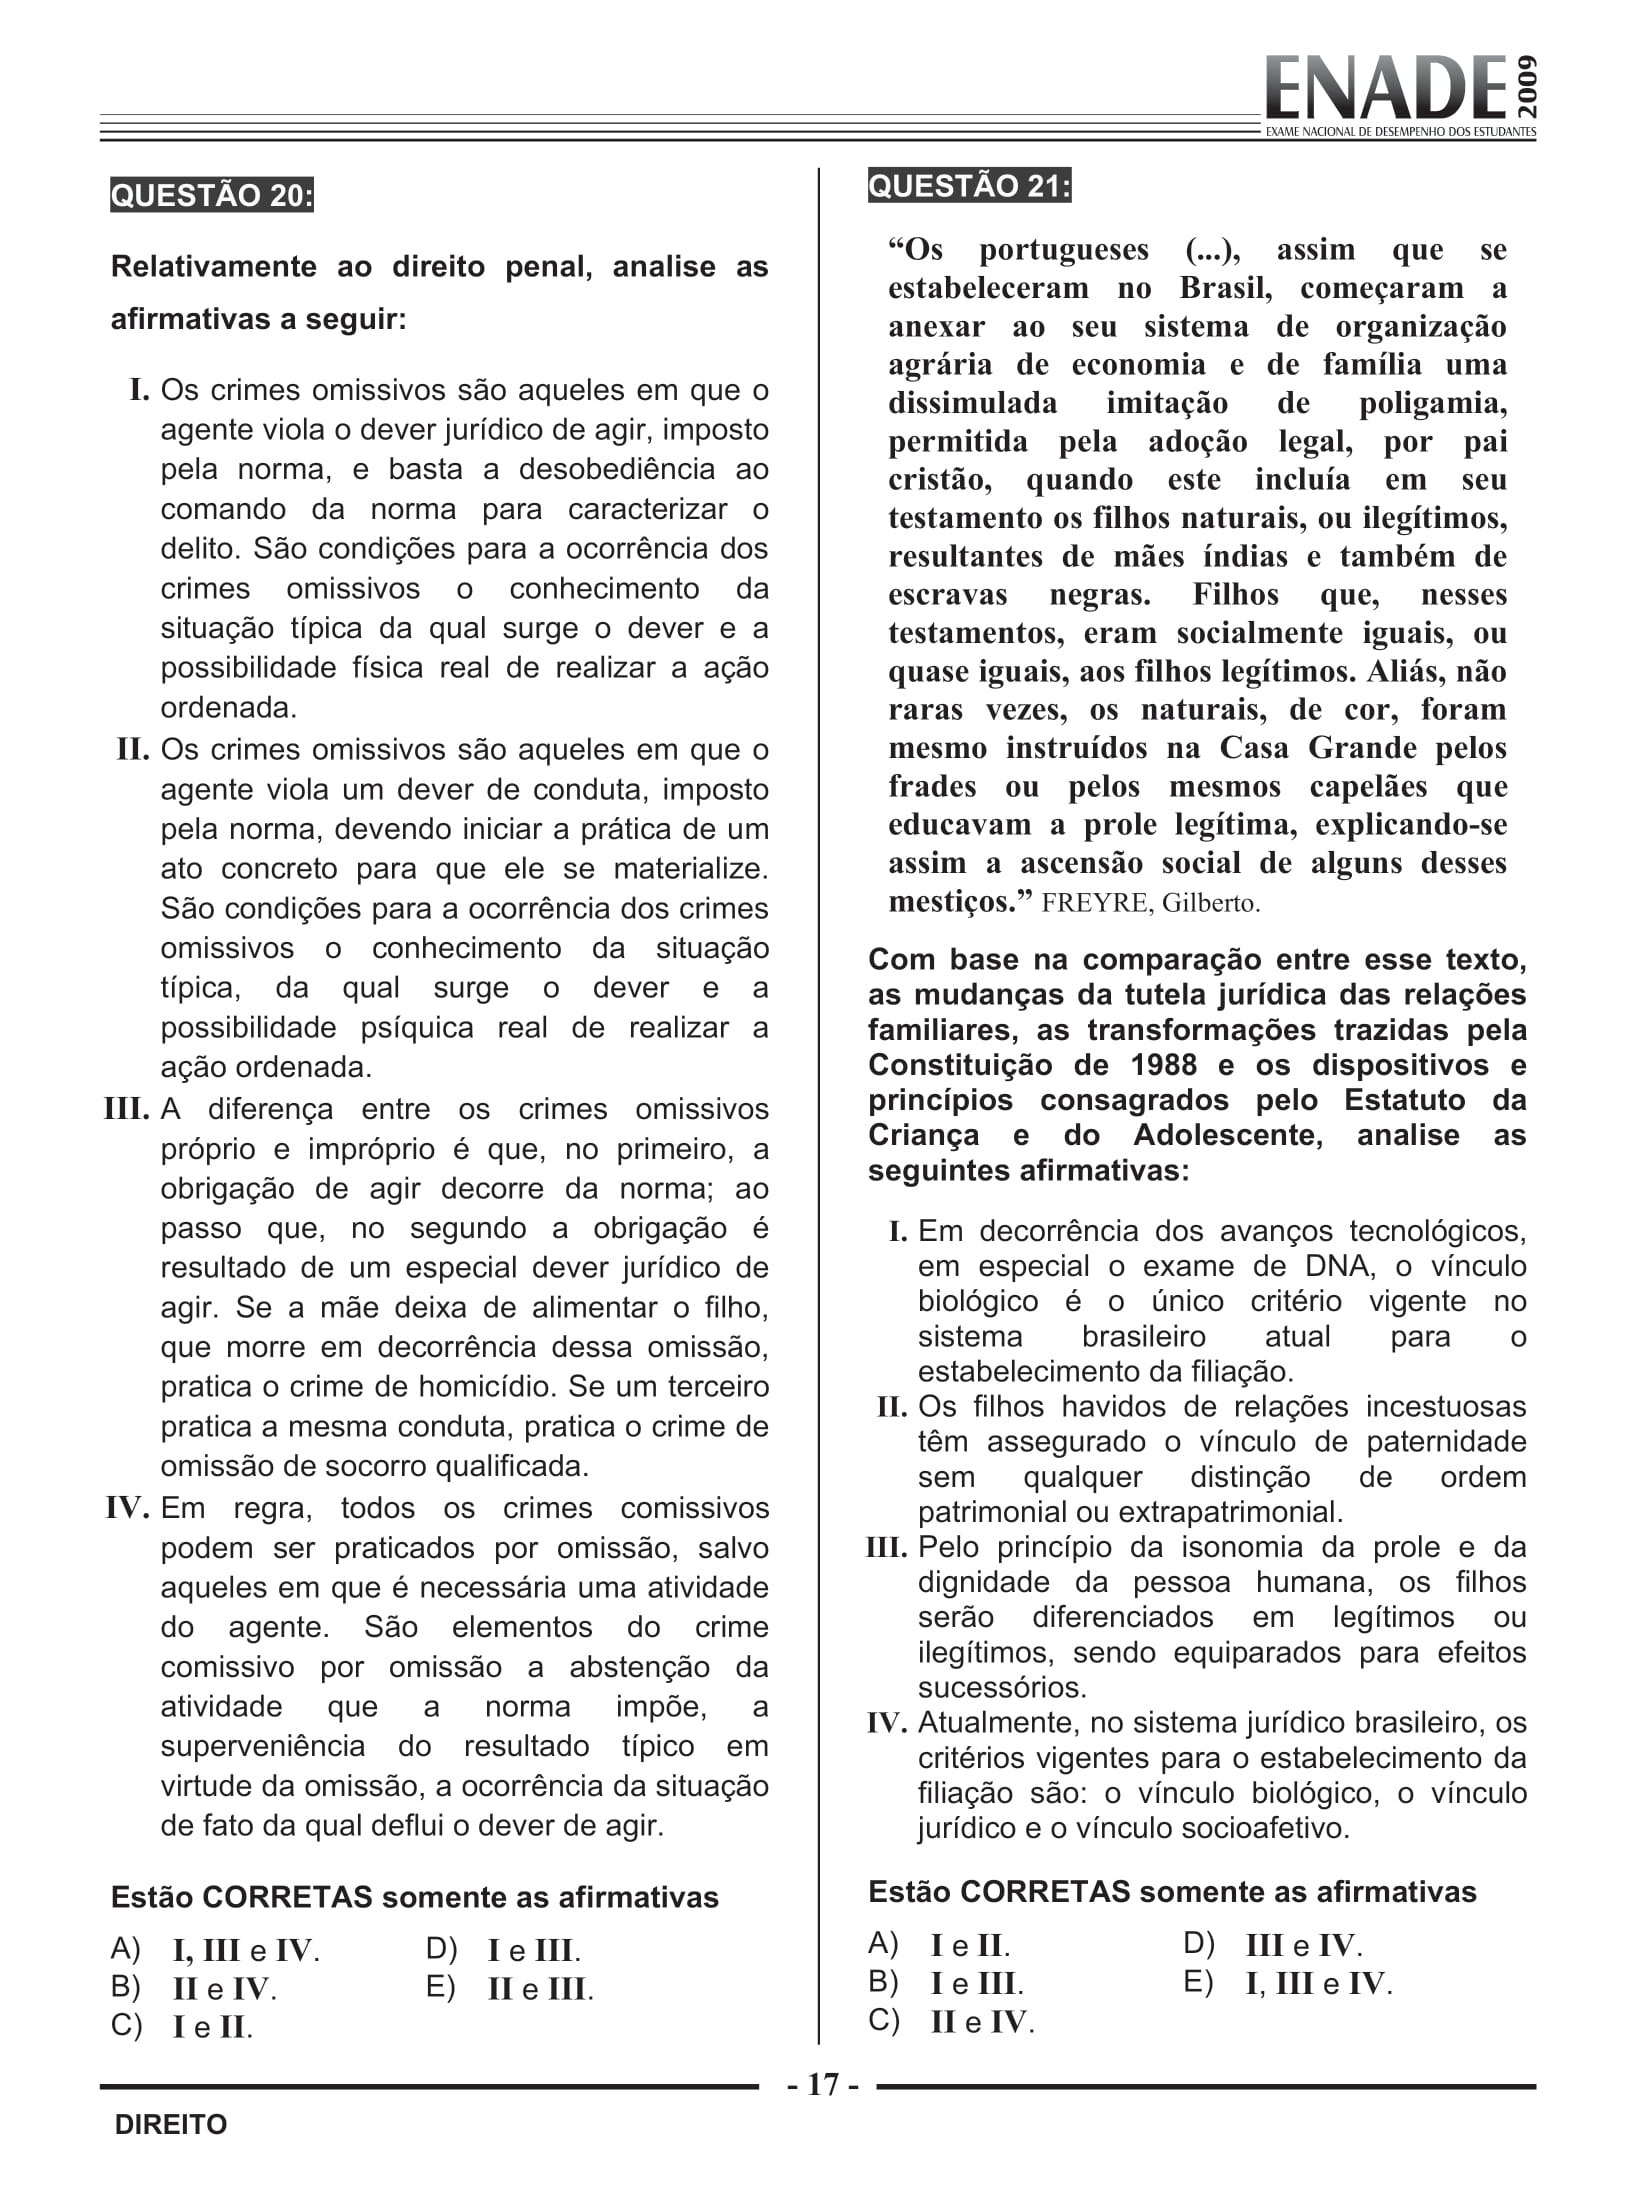 ENADE 2009
EXAME NACIONAL DE DESEMPENHO DOS ESTUDANTES
QUESTÃO 20:
Relativamente ao direito penal, analise as
afirmativas a seguir:
I. Os crimes omissivos são aqueles em que o
agente viola o dever jurídico de agir, imposto
pela norma, e basta a desobediência ao
comando da norma para caracterizar o
delito. São condições para a ocorrência dos
crimes omissivos o conhecimento da
situação típica da qual surge o dever e a
possibilidade física real de realizar a ação
ordenada.
II. Os crimes omissivos são aqueles em que o
agente viola um dever de conduta, imposto
pela norma, devendo iniciar a prática de um
ato concreto para que ele se materialize.
São condições para a ocorrência dos crimes
omissivos o conhecimento da situação
típica, da qual surge o dever e a
possibilidade psíquica real de realizar a
ação ordenada.
III. A diferença entre os crimes omissivos
próprio e impróprio é que, no primeiro, a
obrigação de agir decorre da norma; ao
passo que, no segundo a obrigação é
resultado de um especial dever jurídico de
agir. Se a mãe deixa de alimentar o filho,
que morre em decorrência dessa omissão,
pratica o crime de homicídio. Se um terceiro
pratica a mesma conduta, pratica o crime de
omissão de socorro qualificada.
IV. Em regra, todos os crimes comissivos
podem ser praticados por omissão, salvo
aqueles em que é necessária uma atividade
do agente. São elementos do crime
comissivo por omissão a abstenção da
atividade que a norma impõe, a
superveniência do resultado típico em
virtude da omissão, a ocorrência da situação
de fato da qual deflui o dever de agir.
Estão CORRETAS somente as afirmativas
A) I, III e IV. D) I e III.
B) II e IV. E) II e III.
C) I e II.
QUESTÃO 21:
“Os portugueses (...), assim que se
estabeleceram no Brasil, começaram a
anexar ao seu sistema de organização
agrária de economia e de família uma
dissimulada imitação de poligamia,
permitida pela adoção legal, por pai
cristão, quando este incluía em seu
testamento os filhos naturais, ou ilegítimos,
resultantes de mães índias e também de
escravas negras. Filhos que, nesses
testamentos, eram socialmente iguais, ou
quase iguais, aos filhos legítimos. Aliás, não
raras vezes, os naturais, de cor, foram
mesmo instruídos na Casa Grande pelos
frades ou pelos mesmos capelães que
educavam a prole legítima, explicando-se
assim a ascensão social de alguns desses
mestiços.” FREYRE, Gilberto.
Com base na comparação entre esse texto,
as mudanças da tutela jurídica das relações
familiares, as transformações trazidas pela
Constituição de 1988 e os dispositivos e
princípios consagrados pelo Estatuto da
Criança e do Adolescente, analise as
seguintes afirmativas:
I. Em decorrência dos avanços tecnológicos,
em especial o exame de DNA, o vínculo
biológico é o único critério vigente no
sistema brasileiro atual para o
estabelecimento da filiação.
II. Os filhos havidos de relações incestuosas
têm assegurado o vínculo de paternidade
sem qualquer distinção de ordem
patrimonial ou extrapatrimonial.
III. Pelo princípio da isonomia da prole e da
dignidade da pessoa humana, os filhos
serão diferenciados em legítimos ou
ilegítimos, sendo equiparados para efeitos
sucessórios.
IV. Atualmente, no sistema jurídico brasileiro, os
critérios vigentes para o estabelecimento da
filiação são: o vínculo biológico, o vínculo
jurídico e o vínculo socioafetivo.
Estão CORRETAS somente as afirmativas
A) I e II. D) III e IV.
B) I e III. E) I, III e IV.
C) II e IV.
- 17 -
DIREITO